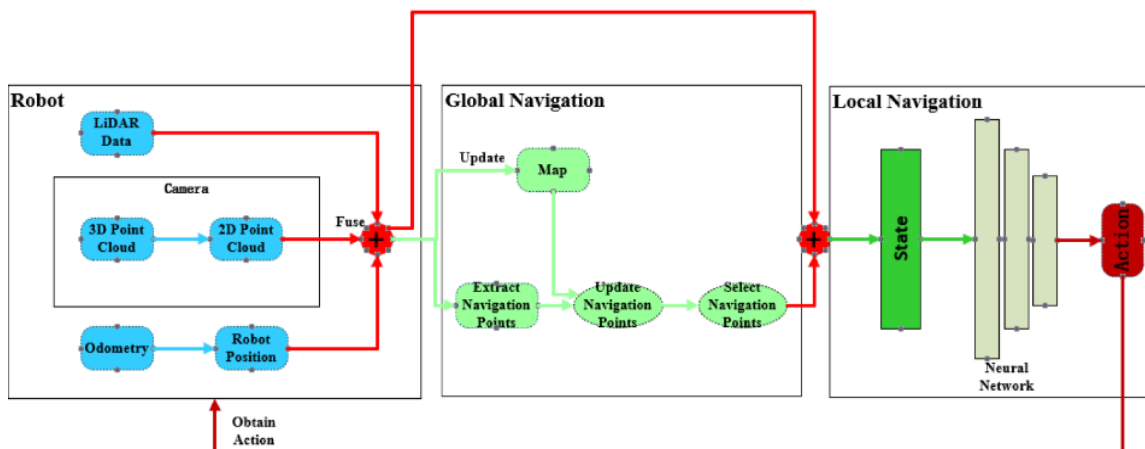 Robot
LiDAR
Data
Camera
3D Point
Cloud
2D Point
Cloud
Fuse
+
Odometry
Robot
Position
Obtain
Action
Global Navigation
Update
Map
Extract
Navigation
Points
Update
Navigation
Points
Select
Navigation
Points
+
Local Navigation
State
Neural
Network
Action